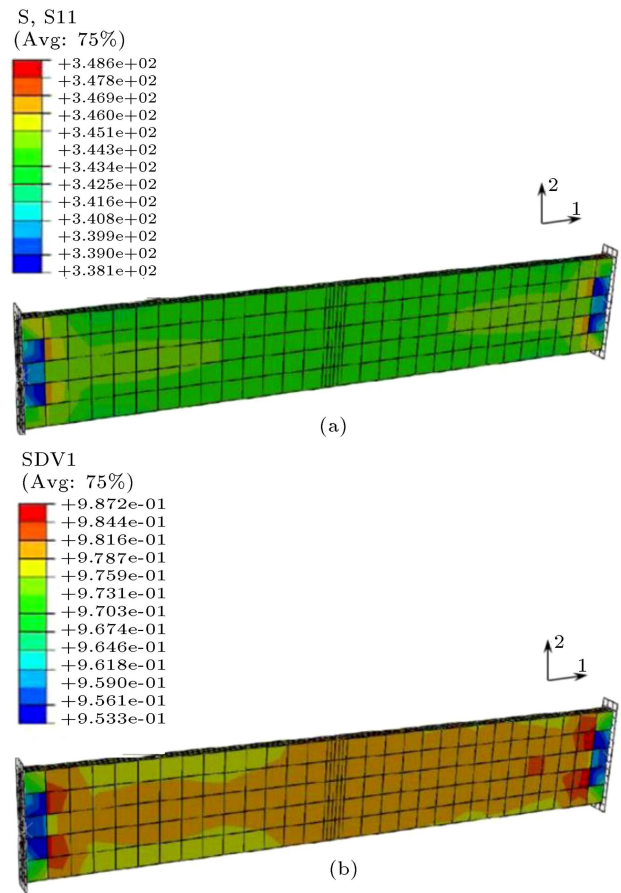 S, S11
(Avg: 75%)
+3.486e+02
+3.478e+02
+3.469e+02
+3.460e+02
+3.451e+02
+3.443e+02
+3.434e+02
+3.425e+02
+3.416e+02
+3.408e+02
+3.399e+02
+3.390e+02
+3.381e+02
2
1
(a)
SDV1
(Avg: 75%)
+9.872e-01
+9.844e-01
+9.816e-01
+9.787e-01
+9.759e-01
+9.731e-01
+9.703e-01
+9.674e-01
+9.646e-01
+9.618e-01
+9.590e-01
+9.561e-01
+9.533e-01
2
1
(b)